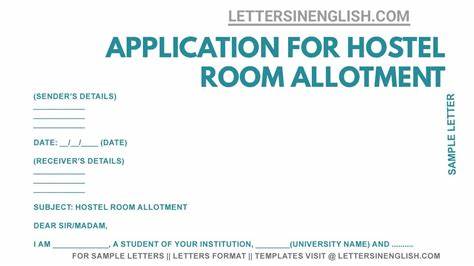 LETTERSINENGLISH.COM
APPLICATION FOR HOSTEL
ROOM ALLOTMENT
(SENDER'S DETAILS)
DATE: __/__/____ (DATE)
(RECEIVER'S DETAILS)
SUBJECT: HOSTEL ROOM ALLOTMENT
DEAR SIR/MADAM,
I AM _____________, A STUDENT OF YOUR INSTITUTION, ________(UNIVERSITY NAME) AND ..........
FOR SAMPLE LETTERS || LETTERS FORMAT || TEMPLATES VISIT @ LETTERSINENGLISH.COM
SAMPLE LETTER